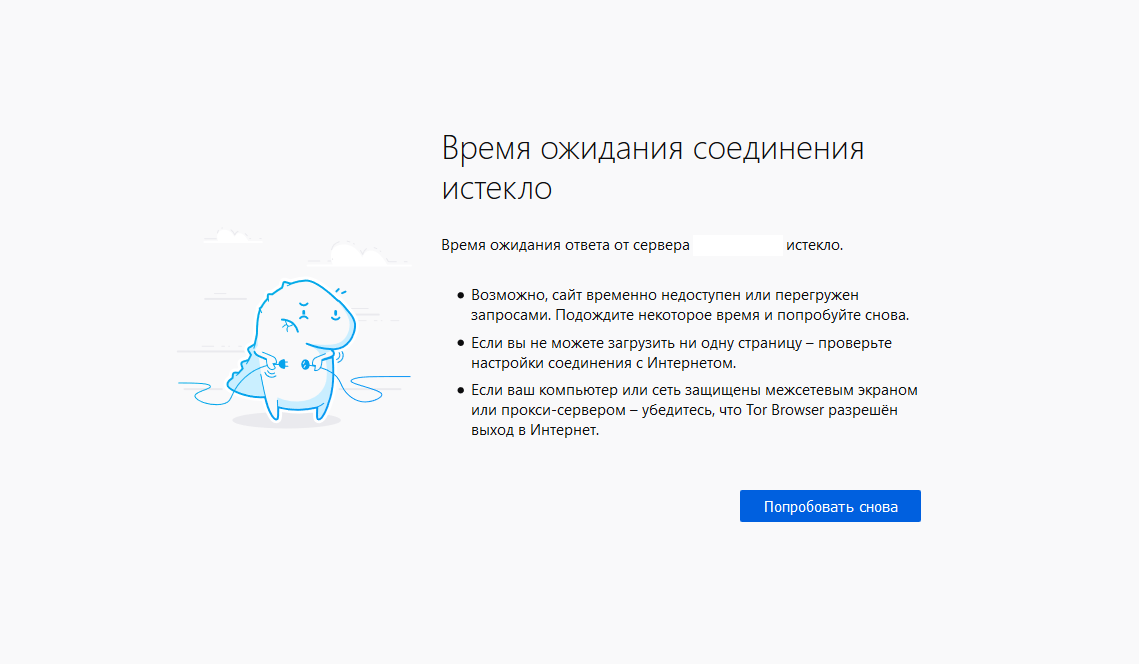 Время ожидания соединения
истекло
Время ожидания ответа от сервера истекло.
Возможно, сайт временно недоступен или перегружен
запросами. Подождите некоторое время и попробуйте снова.
Если вы не можете загрузить ни одну страницу – проверьте
настройки соединения с Интернетом.
Если ваш компьютер или сеть защищены межсетевым экраном
или прокси-сервером – убедитесь, что Tor Browser разрешён
выход в Интернет.
Попробовать снова